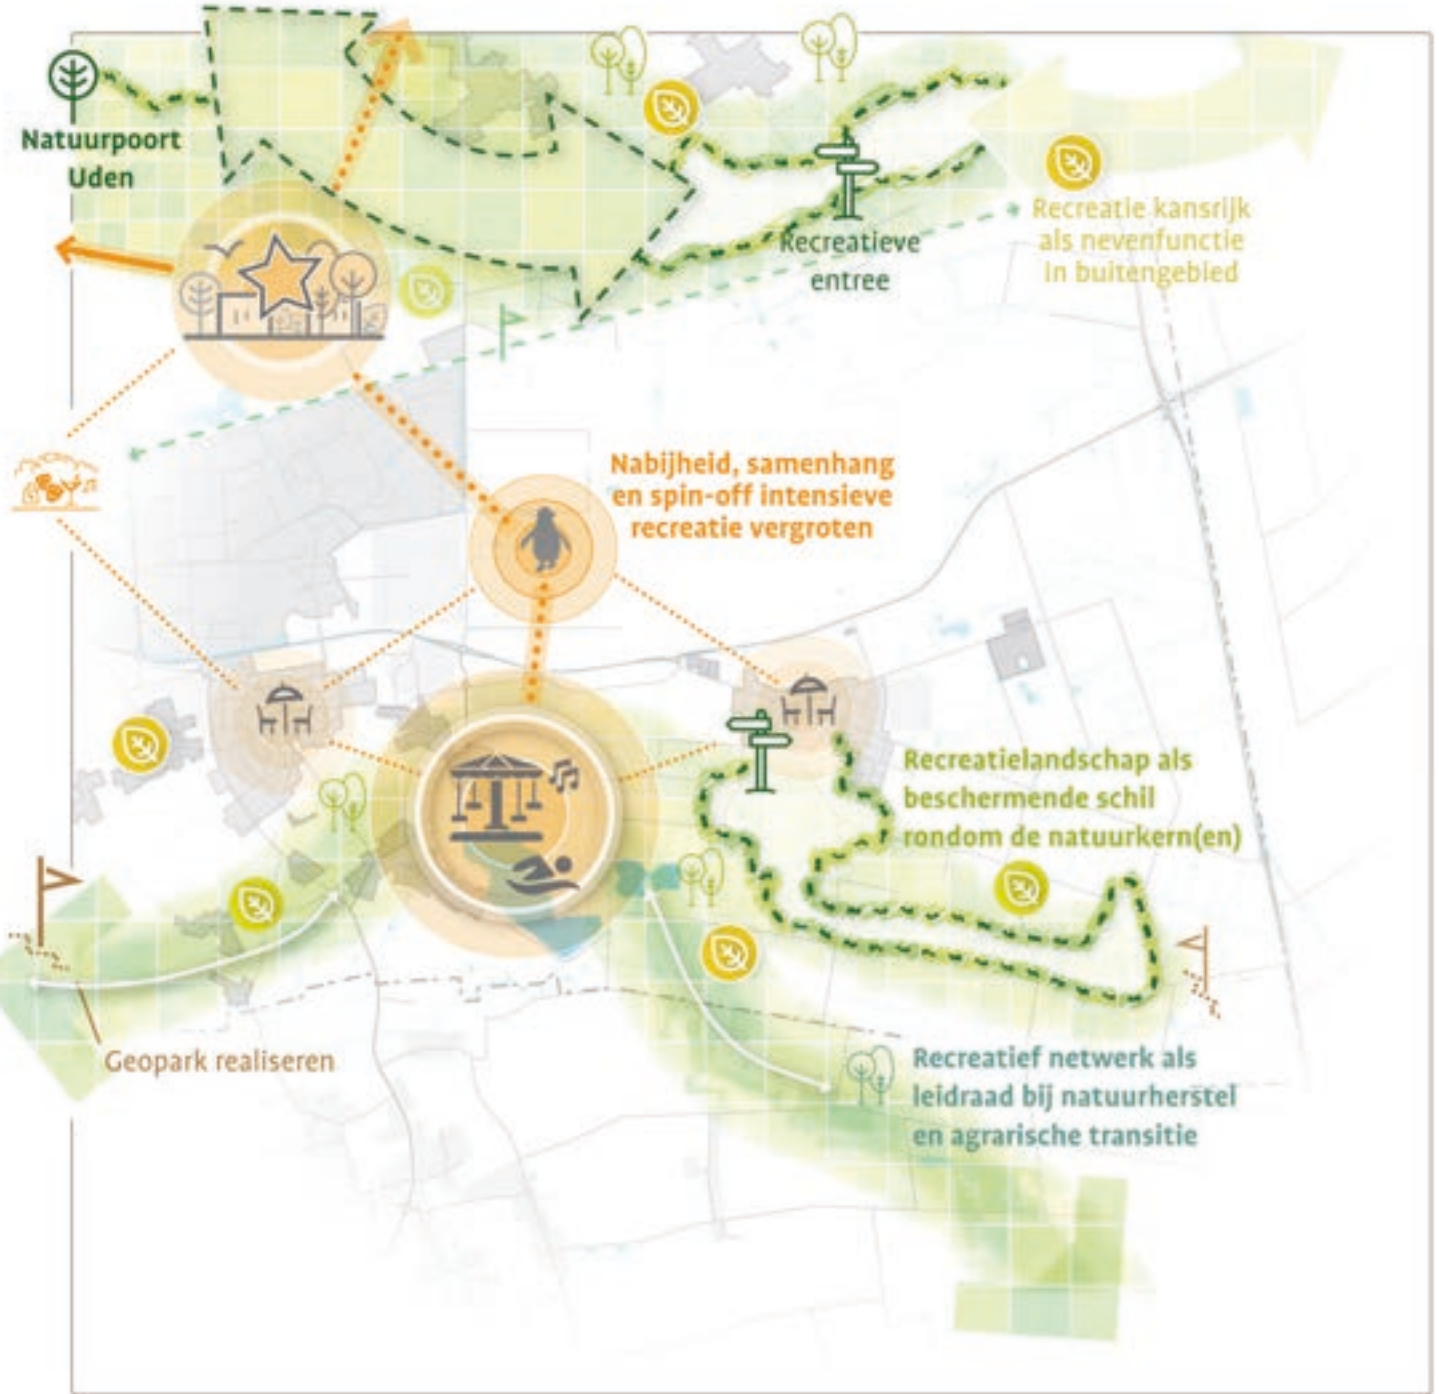 Natuurpoort
Uden
Recreatieve
entree
Recreatie kansrijk
als nevenfunctie
in buitengebied
Nabijheid, samenhang
en spin-off intensieve
recreatie vergroten
Recreatielandschap als
beschermende schil
rondom de natuurkern(en)
Geopark realiseren
Recreatief netwerk als
leidraad bij natuurherstel
en agrarische transitie